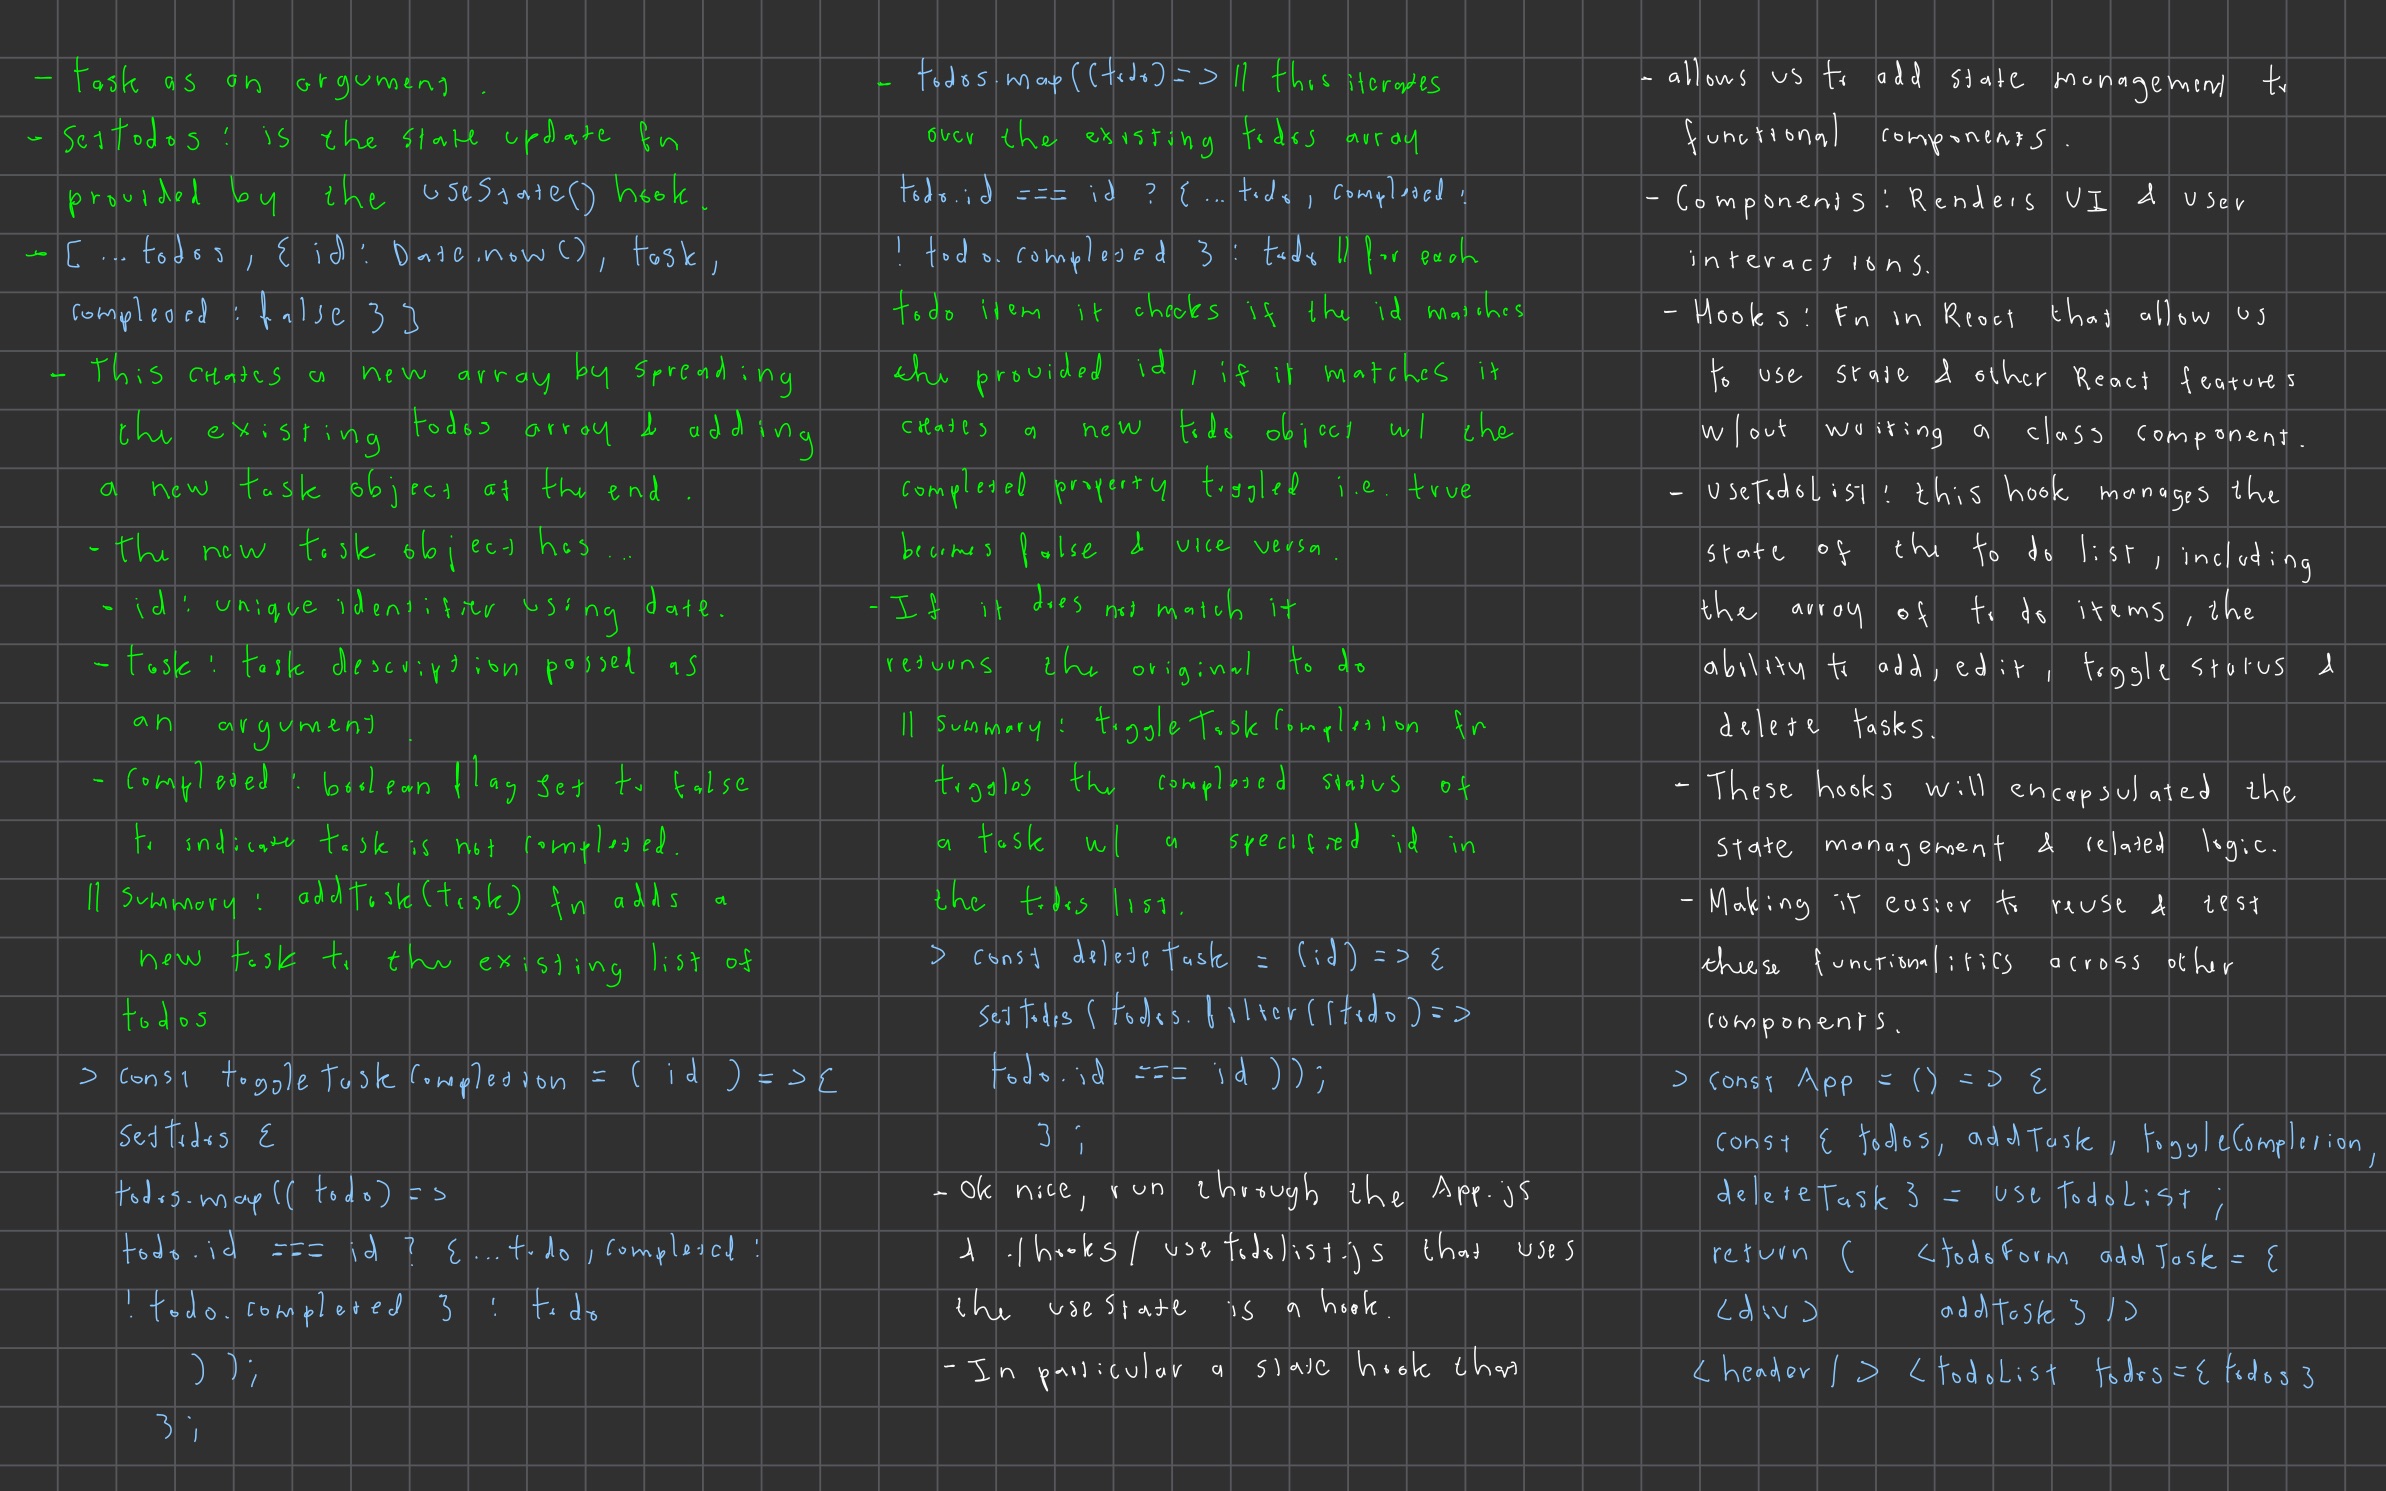 - task as an argument.
- setTodos: is the state update fn
provided by the useState() hook.
- [...todos, { id: Date.now(), task,
completed: false } ]
- This creates a new array by spreading
the existing todos array & adding
a new task object at the end.
- the new task object has...
- id: unique identifier using date.
- task: task description passed as
an argument.
- completed: boolean flag set to false
to indicate task is not completed.
// summary: addTask(task) fn adds a
new task to the existing list of
todos
> const toggleTaskCompletion = ( id ) => {
setTodos {
todos.map(( todo) =>
todo.id === id ? {...todo, completed:
! todo.completed } : todo
) );
};
- todos.map((todo) => // this iterates
over the existing todos array
todo.id === id ? {...todo, completed:
! todo.completed } : todo // for each
todo item it checks if the id matches
the provided id, if it matches it
creates a new todo object w/ the
completed property toggled i.e. true
becomes false & vice versa.
- If it does not match it
returns the original to do
// summary: toggleTaskCompletion fn
toggles the completed status of
a task w/ a specified id in
the todos list.
> const deleteTask = (id) => {
setTodos ( todos.filter((todo) =>
todo.id === id ));
};
- Ok nice, run through the App.js
& ./hooks/ useTodolist.js that uses
the useState is a hook.
- In particular a state hook that
- allows us to add state management to
functional components.
- Components: Renders UI & user
interactions.
- Hooks: Fn in React that allow us
to use state & other React features
w/out writing a class component.
- useTodoList: this hook manages the
state of the to do list, including
the array of to do items, the
ability to add, edit, toggle status &
delete tasks.
- These hooks will encapsulated the
state management & related logic.
- Making it easier to reuse & test
theese functionalities across other
components.
> const App = () => {
const { todos, addTask, toggleCompletion,
deleteTask } = useTodoList;
return ( <todoForm addTask = {
<div> addTask } />
<header / > <todoList todos={ todos }